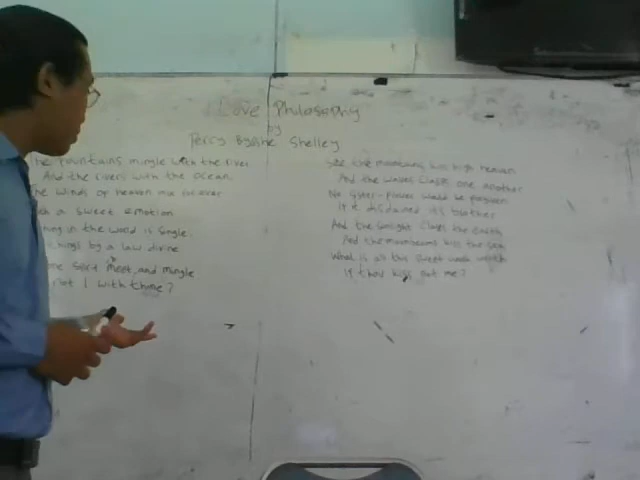 Love Philosophy
by
Percy Bysshe Shelley
The Fountains mingle with the river
And the rivers with the ocean.
The winds of heaven mix for ever
a sweet emotion
thing in the world is single.
things by a law divine
one spirit meet, and mingle
not I with thyme?
See the mountains kiss high heaven
And the waves clasps one another
No sister-flower would be forgiven
If it disdained its brother
And the sunlight clasps the earth
And the moonbeams kiss the sea
What is all this sweet work worth
If thou kiss not me?